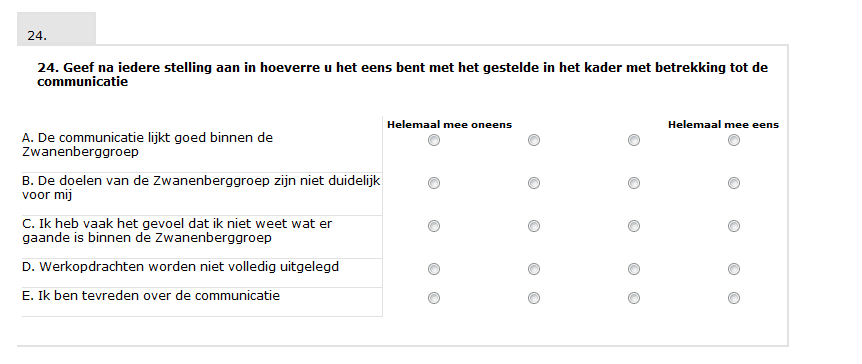 24.
24. Geef na iedere stelling aan in hoeverre u het eens bent met het gestelde in het kader met betrekking tot de
communicatie
Helemaal mee oneens Helemaal mee eens
A. De communicatie lijkt goed binnen de
Zwanenberggroep
B. De doelen van de Zwanenberggroep zijn niet duidelijk
voor mij
C. Ik heb vaak het gevoel dat ik niet weet wat er
gaande is binnen de Zwanenberggroep
D. Werkopdrachten worden niet volledig uitgelegd
E. Ik ben tevreden over de communicatie